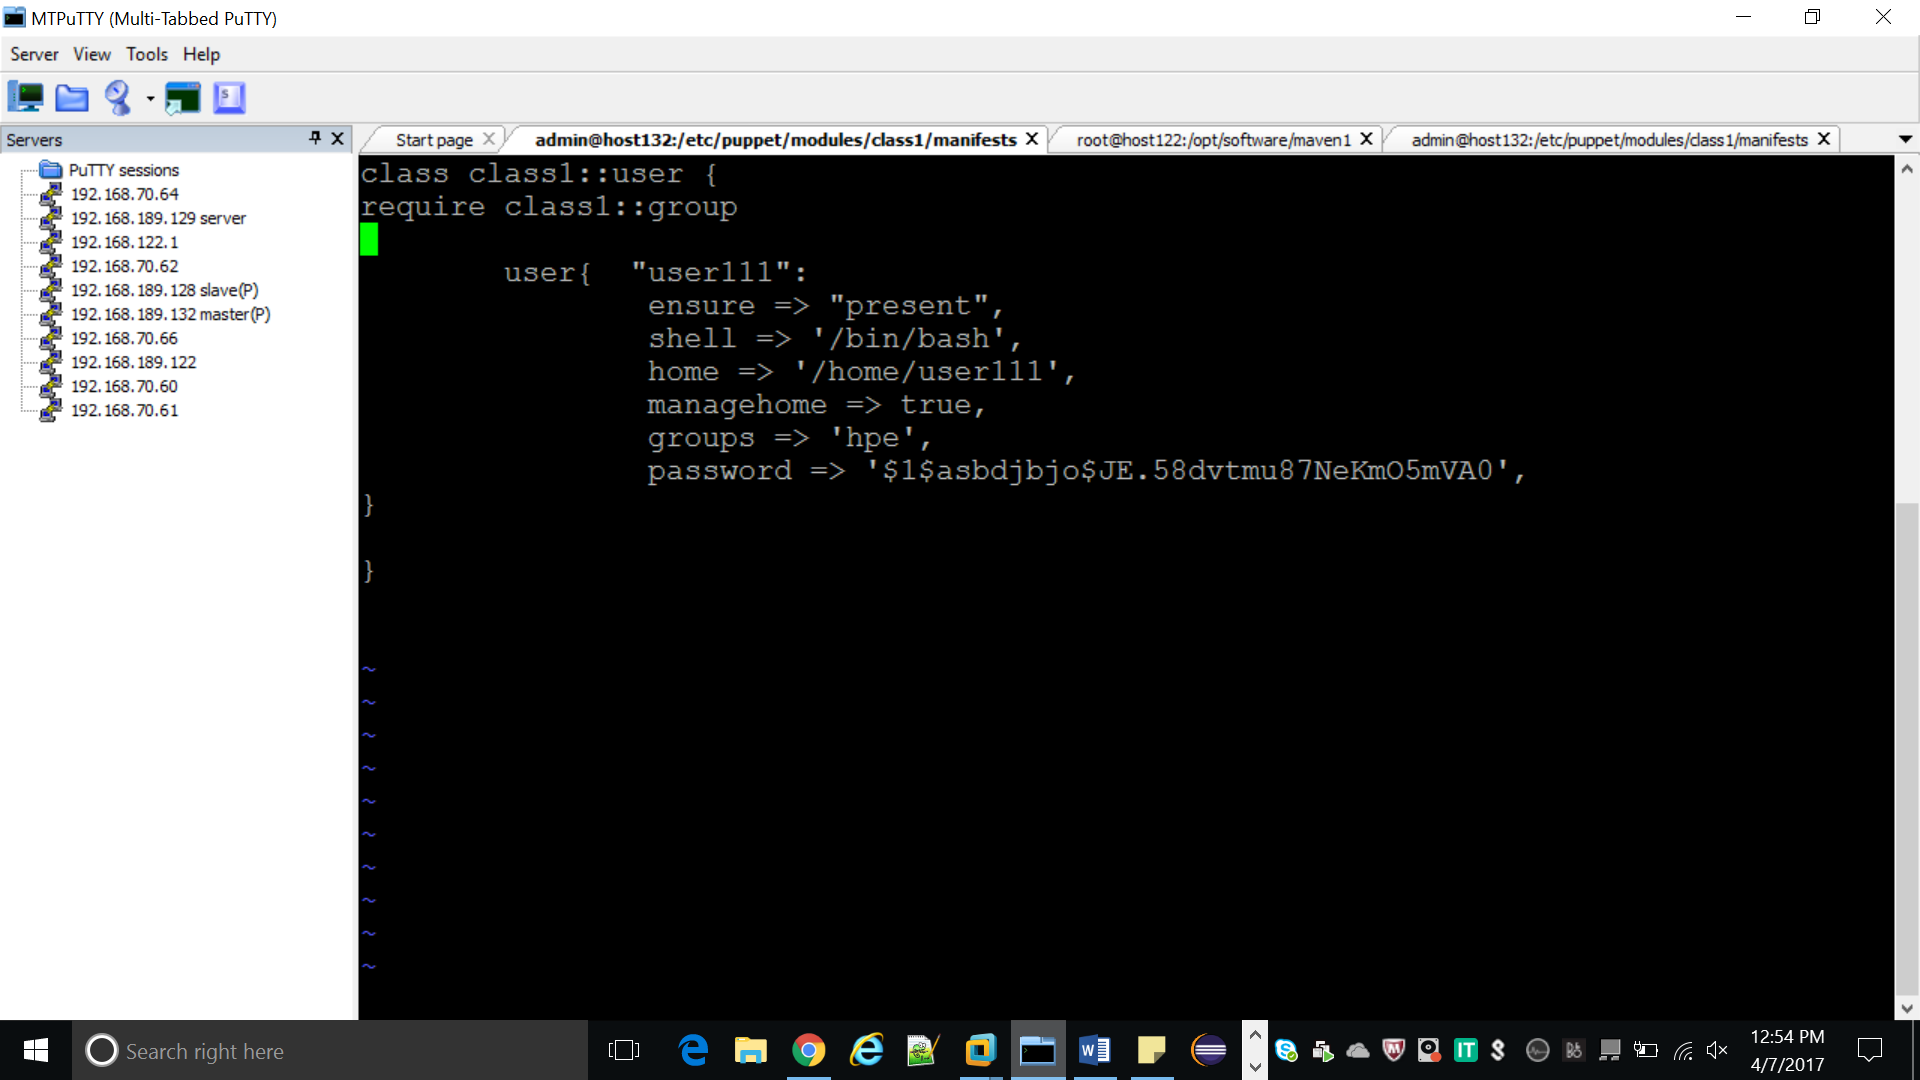 MTPuTTY (Multi-Tabbed PuTTY)
Server View Tools Help
Servers
PuTTY sessions
192.168.70.64
192.168.189.129 server
192.168.122.1
192.168.70.62
192.168.189.128 slave(P)
192.168.189.132 master(P)
192.168.70.66
192.168.189.122
192.168.70.60
192.168.70.61
Start page
admin@host132:/etc/puppet/modules/class1/manifests
root@host122:/opt/software/maven1
admin@host132:/etc/puppet/modules/class1/manifests
class class1::user {
require class1::group
user{ "user111":
ensure => "present",
shell => '/bin/bash',
home => '/home/user111',
managehome => true,
groups => 'hpe',
password => '$1$asbdjbjo$JE.58dvtmu87NeKmO5mVA0',
}
}
~
~
~
~
~
~
~
~
~
~
Search right here
12:54 PM
4/7/2017